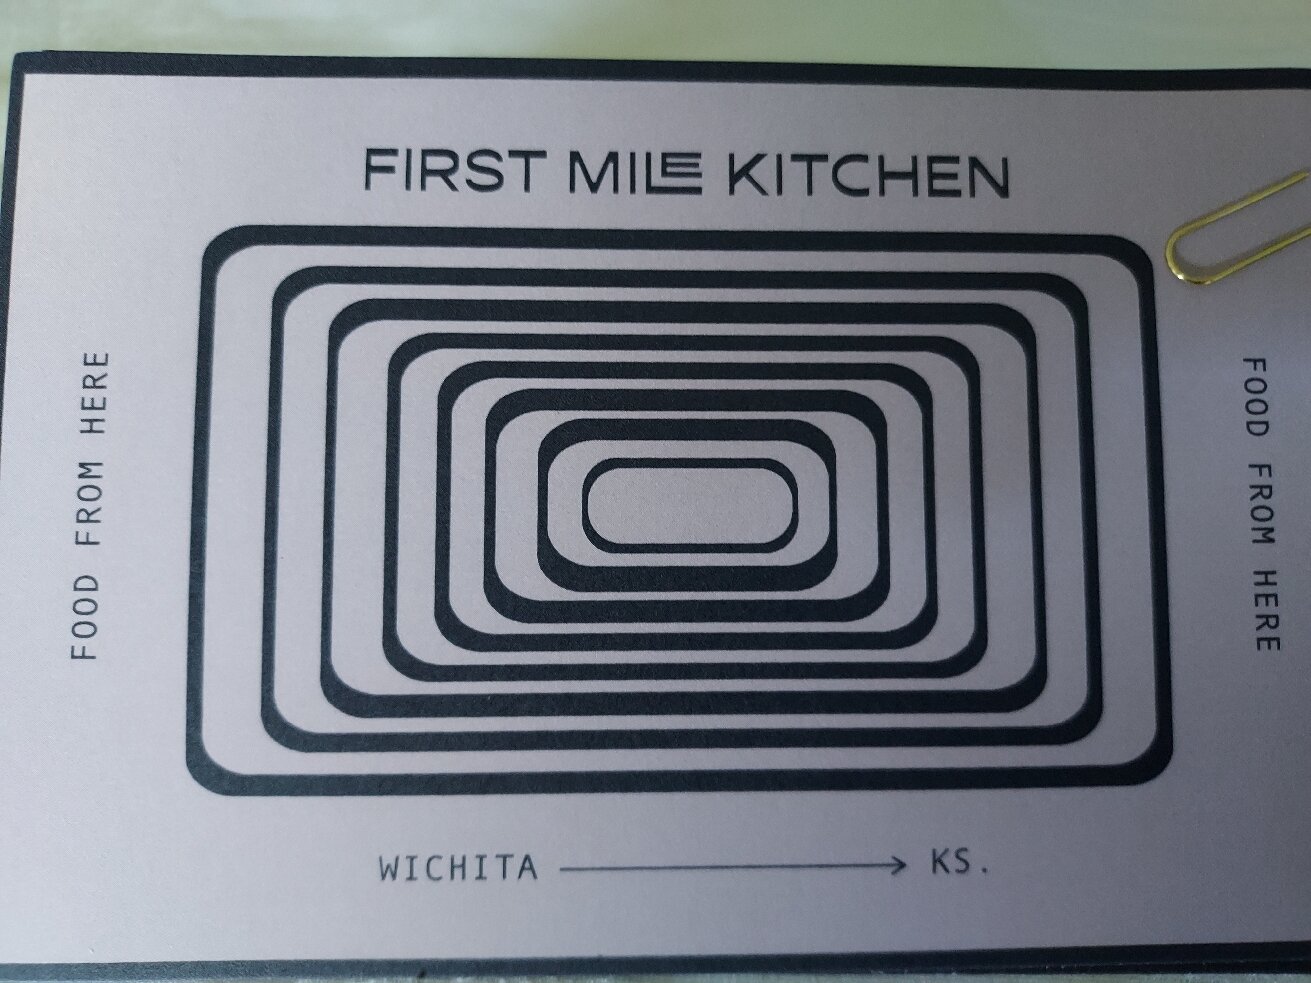 FIRST MILE KITCHEN
FOOD FROM HERE
FOOD FROM HERE
WICHITA → KS.